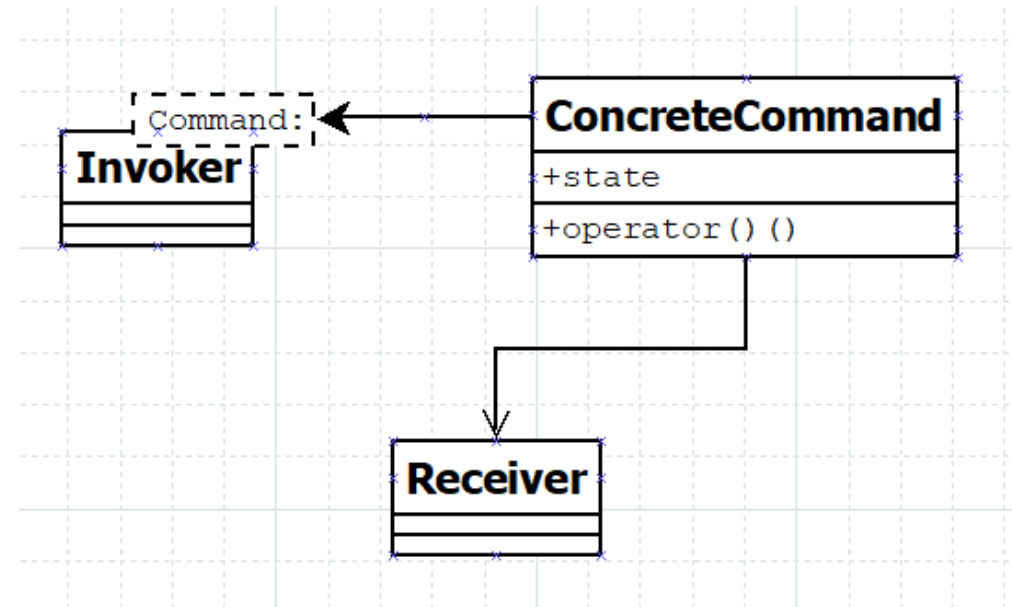 Command:
Invoker
ConcreteCommand
+state
+operator()()
Receiver